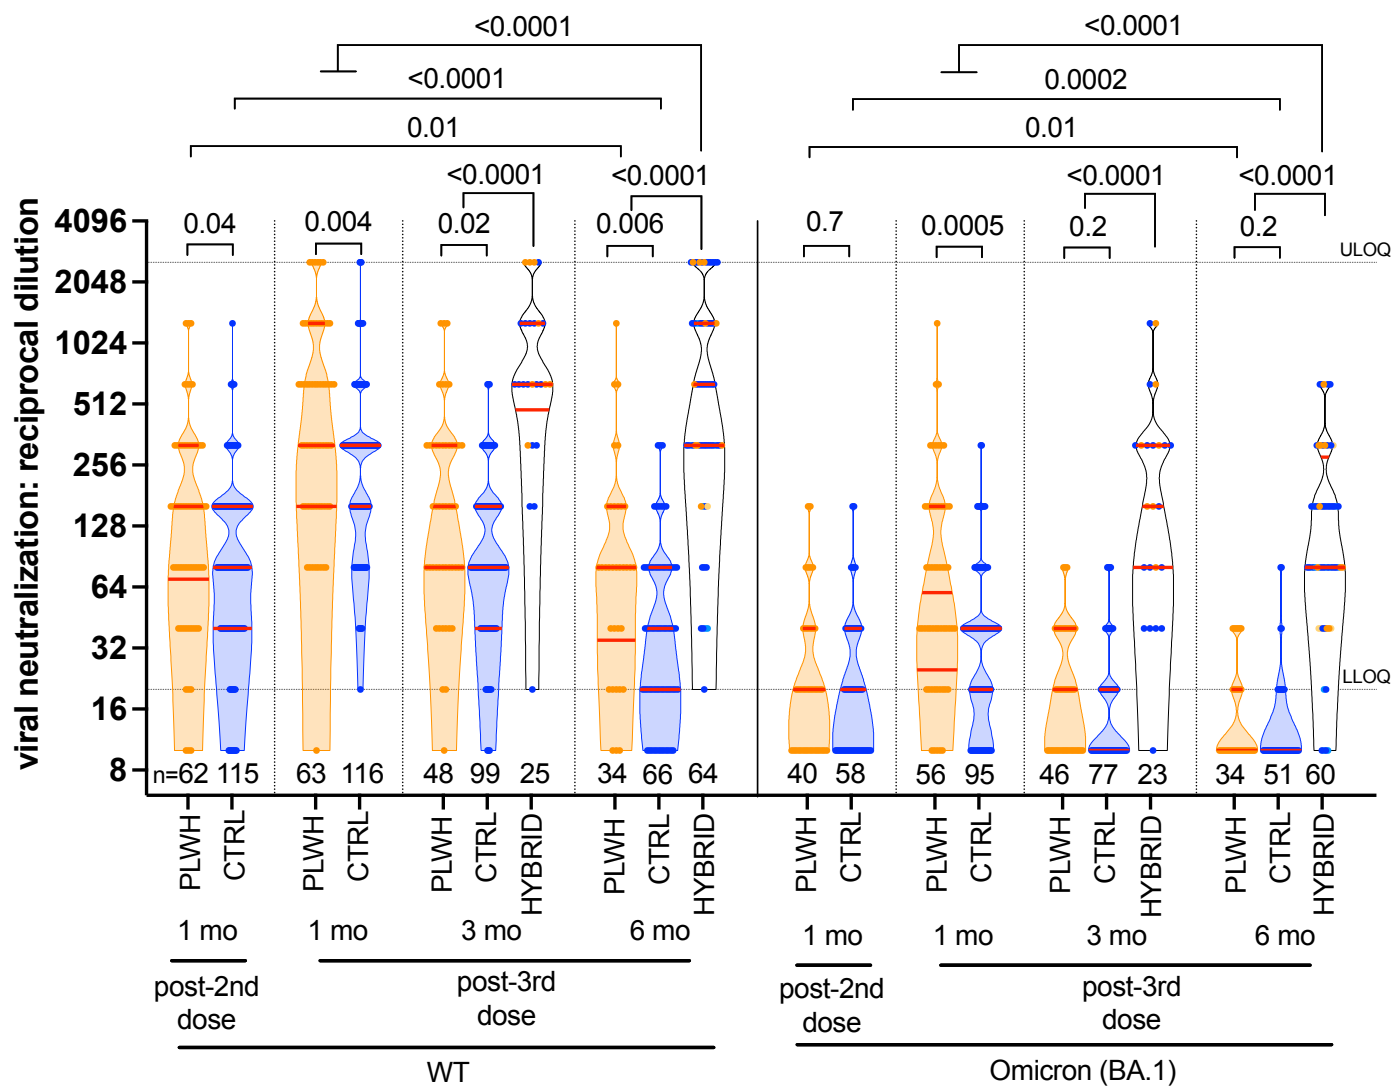 <0.0001 <0.0001
<0.0001 0.0002
0.01 0.01
<0.0001 <0.0001 <0.0001 <0.0001
0.04 0.004 0.02 0.006 0.7 0.0005 0.2 0.2
viral neutralization: reciprocal dilution
4096
2048
1024
512
256
128
64
32
16
8
ULOQ
LLOQ
n=62 115 63 116 48 99 25 34 66 64 40 58 56 95 46 77 23 34 51 60
PLWH CTRL PLWH CTRL PLWH CTRL HYBRID PLWH CTRL HYBRID PLWH CTRL PLWH CTRL PLWH CTRL HYBRID PLWH CTRL HYBRID
1 mo 1 mo 3 mo 6 mo 1 mo 1 mo 3 mo 6 mo
post-2nd dose
post-3rd dose
post-2nd dose
post-3rd dose
WT Omicron (BA.1)